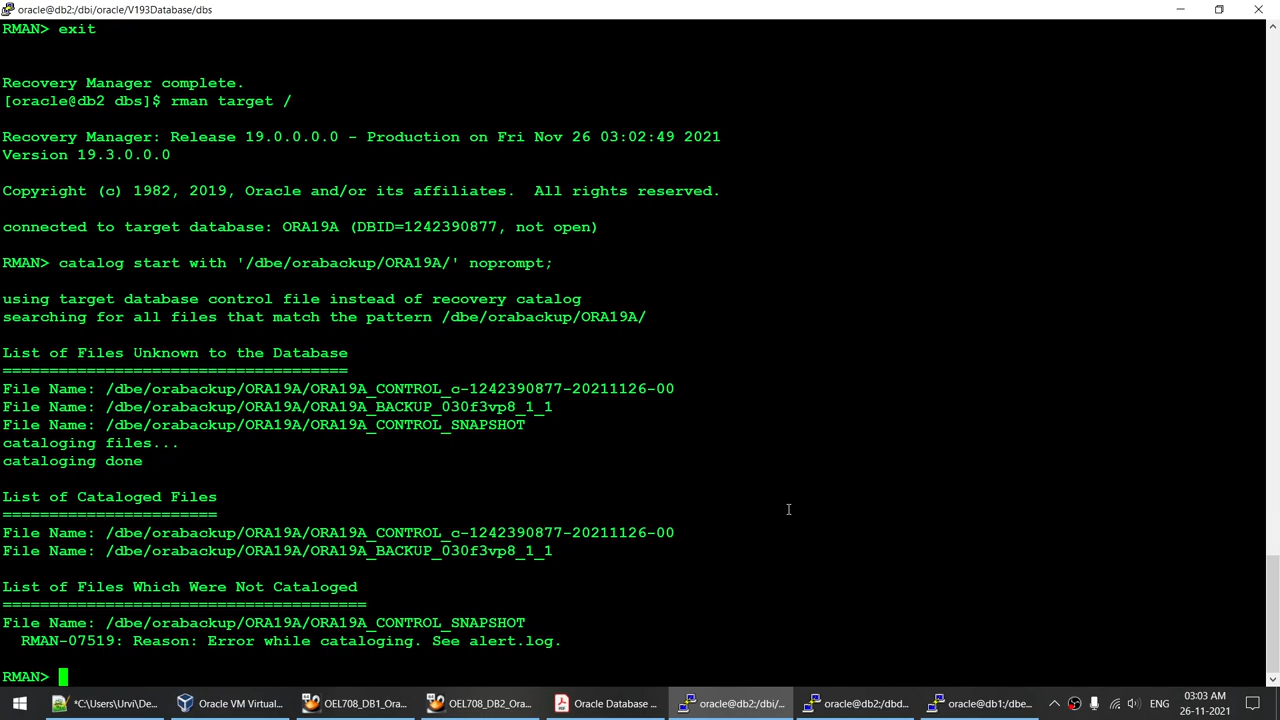 oracle@db2:/dbi/oracle/V193Database/dbs
RMAN> exit
Recovery Manager complete.
[oracle@db2 dbs]$ rman target /
Recovery Manager: Release 19.0.0.0.0 - Production on Fri Nov 26 03:02:49 2021
Version 19.3.0.0.0
Copyright (c) 1982, 2019, Oracle and/or its affiliates.  All rights reserved.
connected to target database: ORA19A (DBID=1242390877, not open)
RMAN> catalog start with '/dbe/orabackup/ORA19A/' noprompt;
using target database control file instead of recovery catalog
searching for all files that match the pattern /dbe/orabackup/ORA19A/
List of Files Unknown to the Database
=====================================
File Name: /dbe/orabackup/ORA19A/ORA19A_CONTROL_c-1242390877-20211126-00
File Name: /dbe/orabackup/ORA19A/ORA19A_BACKUP_030f3vp8_1_1
File Name: /dbe/orabackup/ORA19A/ORA19A_CONTROL_SNAPSHOT
cataloging files...
cataloging done
List of Cataloged Files
=======================
File Name: /dbe/orabackup/ORA19A/ORA19A_CONTROL_c-1242390877-20211126-00
File Name: /dbe/orabackup/ORA19A/ORA19A_BACKUP_030f3vp8_1_1
List of Files Which Were Not Cataloged
=======================================
File Name: /dbe/orabackup/ORA19A/ORA19A_CONTROL_SNAPSHOT
  RMAN-07519: Reason: Error while cataloging. See alert.log.
RMAN>
*C:\Users\Urvi\De... Oracle VM Virtual... OEL708_DB1_Ora... OEL708_DB2_Ora... Oracle Database ... oracle@db2:/dbi/... oracle@db2:/dbd... oracle@db1:/dbe... ENG 03:03 AM
26-11-2021